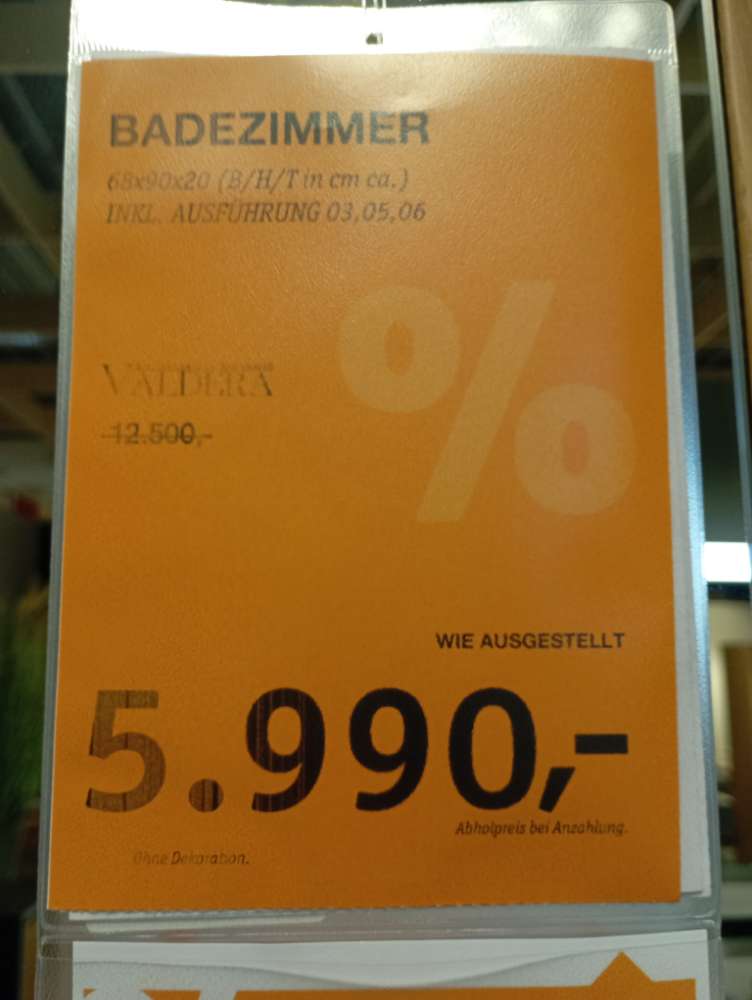 BADEZIMMER
68x90x20 (B/H/T in cm ca.)
INKL. AUSFÜHRUNG 03,05,06
%
VALDERA
12.500,-
WIE AUSGESTELLT
5.990,-
Abholpreis bei Anzahlung.
Ohne Dekoration.